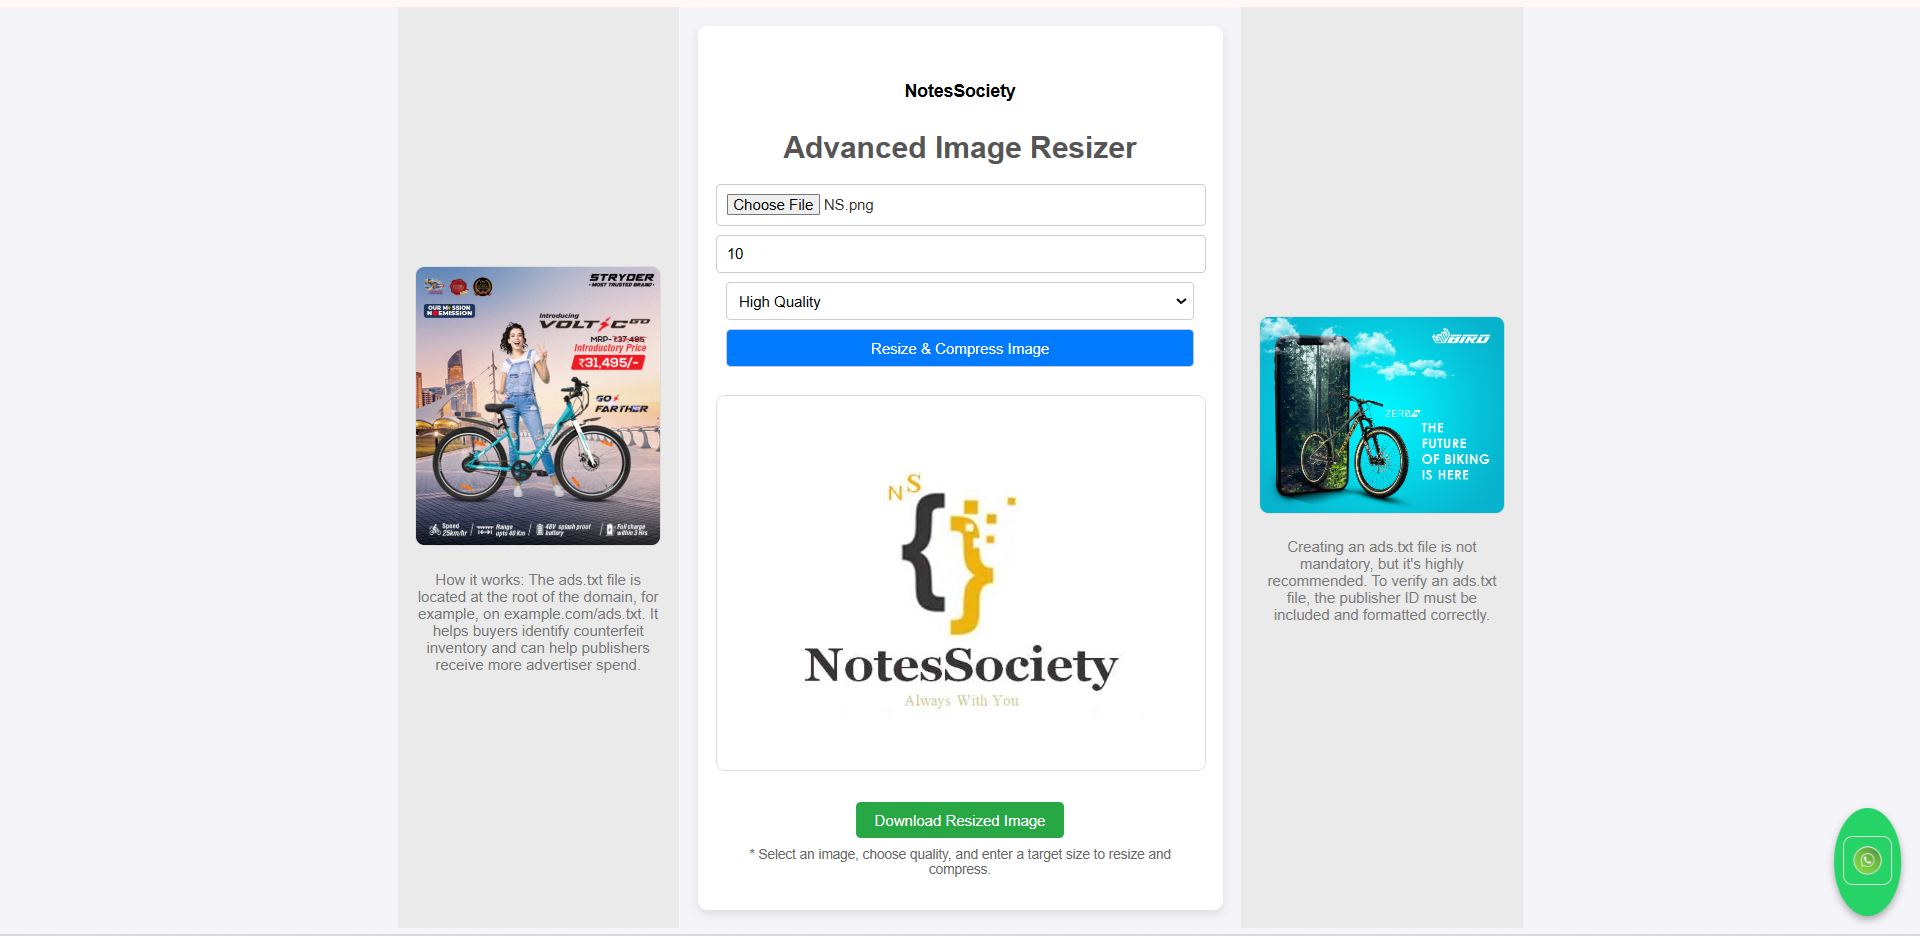 STRYDER
• MOST TRUSTED BRAND •
OUR MISSION
NOEMISSION
Introducing
VOLTIC GO
MRP- ₹37,495
Introductory Price
₹31,495/-
GO
FARTHER
Speed
25km/hr
Range
upto 40 Km
48V splash proof
battery
Full charge
within 3 Hrs
How it works: The ads.txt file is
located at the root of the domain, for
example, on example.com/ads.txt. It
helps buyers identify counterfeit
inventory and can help publishers
receive more advertiser spend.
NotesSociety
Advanced Image Resizer
Choose File NS.png
10
High Quality
Resize & Compress Image
NS
NotesSociety
Always With You
Download Resized Image
* Select an image, choose quality, and enter a target size to resize and
compress.
BIRD
ZERO
THE
FUTURE
OF BIKING
IS HERE
Creating an ads.txt file is not
mandatory, but it's highly
recommended. To verify an ads.txt
file, the publisher ID must be
included and formatted correctly.